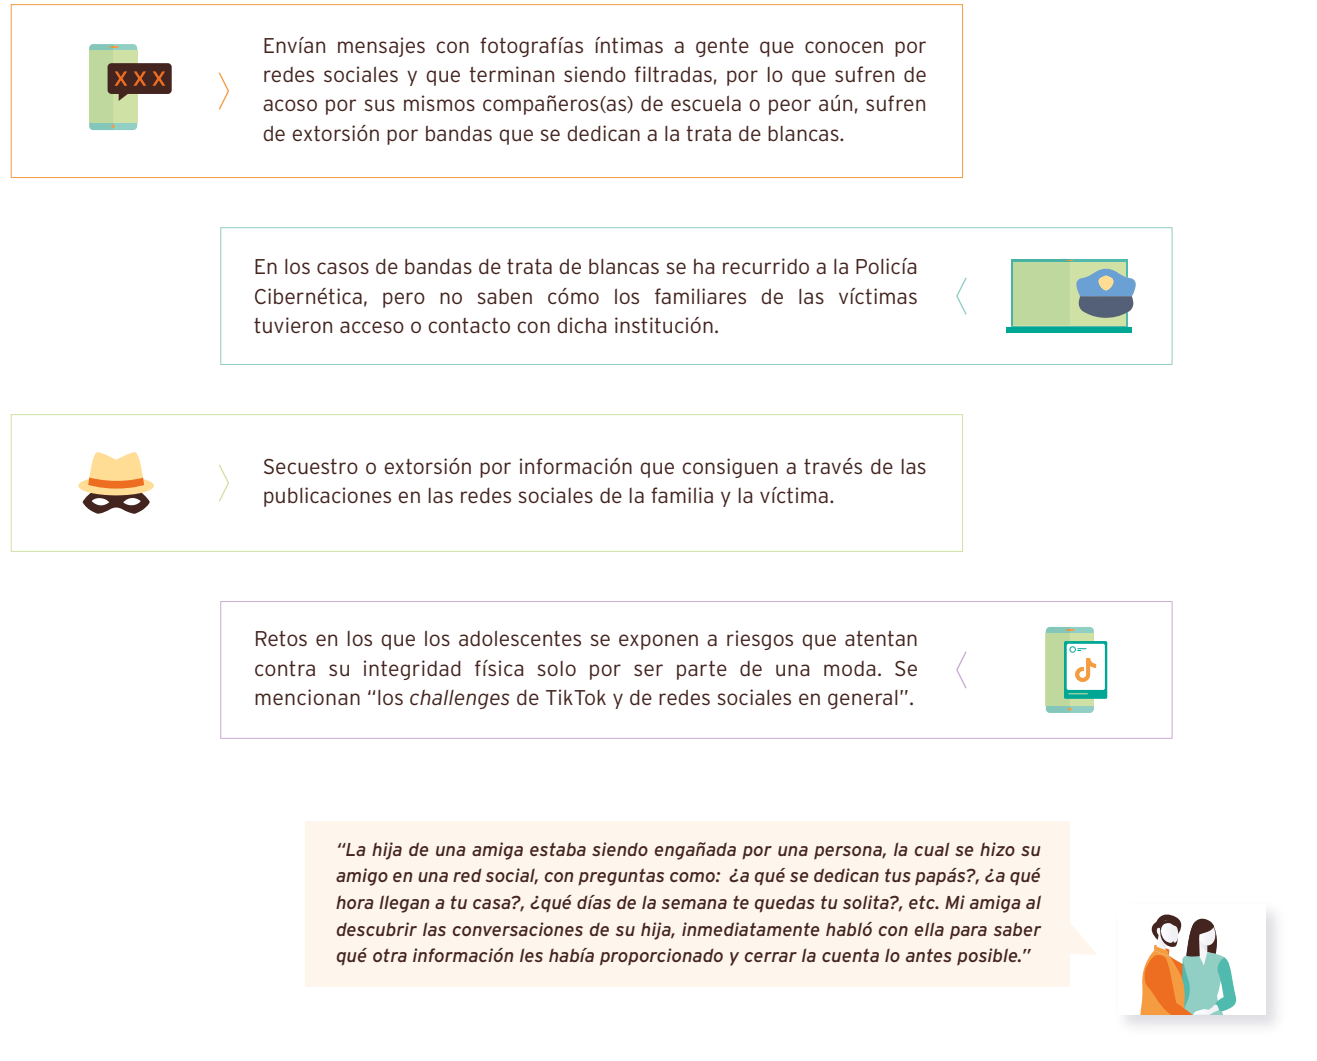 XXX
Envían mensajes con fotografías íntimas a gente que conocen por
redes sociales y que terminan siendo filtradas, por lo que sufren de
acoso por sus mismos compañeros(as) de escuela o peor aún, sufren
de extorsión por bandas que se dedican a la trata de blancas.
En los casos de bandas de trata de blancas se ha recurrido a la Policía
Cibernética, pero no saben cómo los familiares de las víctimas
tuvieron acceso o contacto con dicha institución.
Secuestro o extorsión por información que consiguen a través de las
publicaciones en las redes sociales de la familia y la víctima.
Retos en los que los adolescentes se exponen a riesgos que atentan
contra su integridad física solo por ser parte de una moda. Se
mencionan “los challenges de TikTok y de redes sociales en general”.
“La hija de una amiga estaba siendo engañada por una persona, la cual se hizo su
amigo en una red social, con preguntas como: ¿a qué se dedican tus papás?, ¿a qué
hora llegan a tu casa?, ¿qué días de la semana te quedas tu solita?, etc. Mi amiga al
descubrir las conversaciones de su hija, inmediatamente habló con ella para saber
qué otra información les había proporcionado y cerrar la cuenta lo antes posible.”